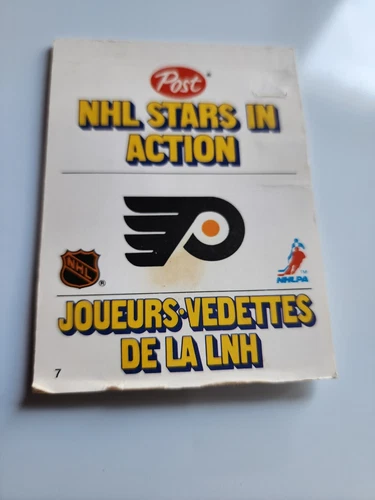 Post
NHL STARS IN
ACTION
NHL
NHLPA
JOUEURS·VEDETTES
DE LA LNH
7